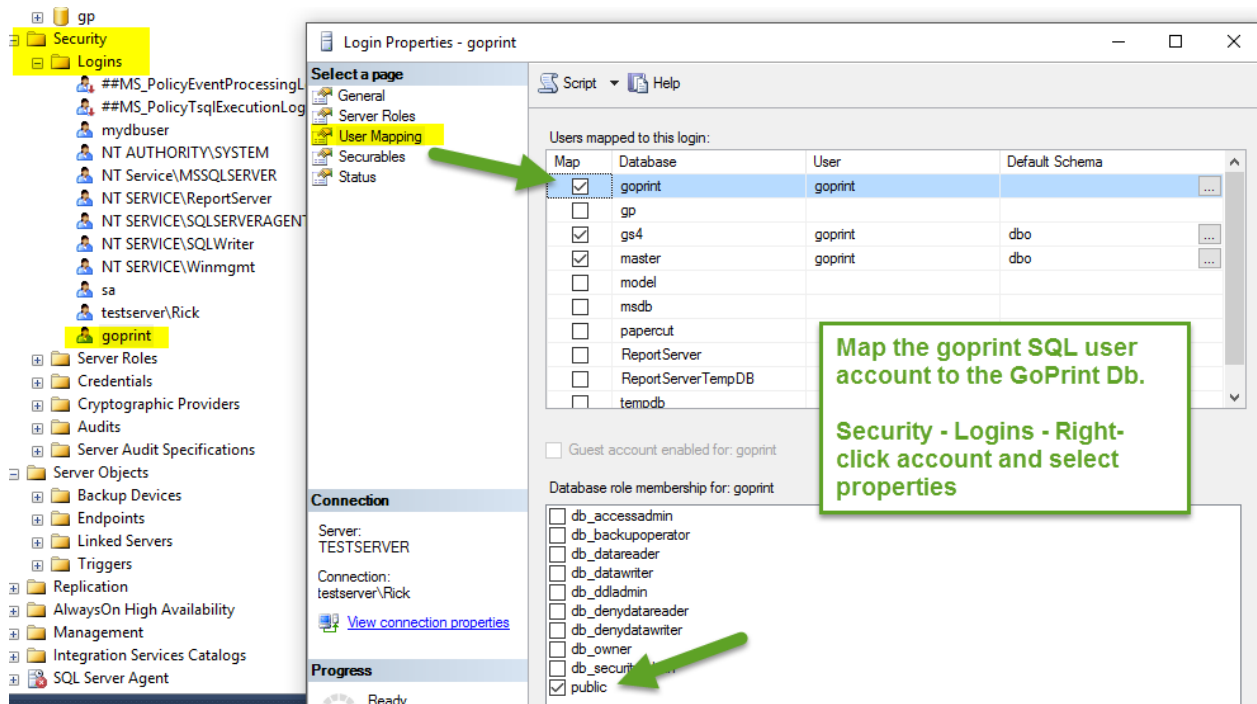 gp
Security
Logins
##MS_PolicyEventProcessingL
##MS_PolicyTsqlExecutionLog
mydbuser
NT AUTHORITY\SYSTEM
NT Service\MSSQLSERVER
NT SERVICE\ReportServer
NT SERVICE\SQLSERVERAGENT
NT SERVICE\SQLWriter
NT SERVICE\Winmgmt
sa
testserver\Rick
goprint
Server Roles
Credentials
Cryptographic Providers
Audits
Server Audit Specifications
Server Objects
Backup Devices
Endpoints
Linked Servers
Triggers
Replication
AlwaysOn High Availability
Management
Integration Services Catalogs
SQL Server Agent
Login Properties - goprint
Select a page
General
Server Roles
User Mapping
Securables
Status
Connection
Server:
TESTSERVER
Connection:
testserver\Rick
View connection properties
Progress
Ready
Script Help
Users mapped to this login:
Map Database User Default Schema
goprint goprint ...
gp
gs4 goprint dbo ...
master goprint dbo ...
model
msdb
papercut
ReportServer
ReportServerTempDB
tempdb
Guest account enabled for: goprint
Database role membership for: goprint
db_accessadmin
db_backupoperator
db_datareader
db_datawriter
db_ddladmin
db_denydatareader
db_denydatawriter
db_owner
public
Map the goprint SQL user
account to the GoPrint Db.
Security - Logins - Right-
click account and select
properties